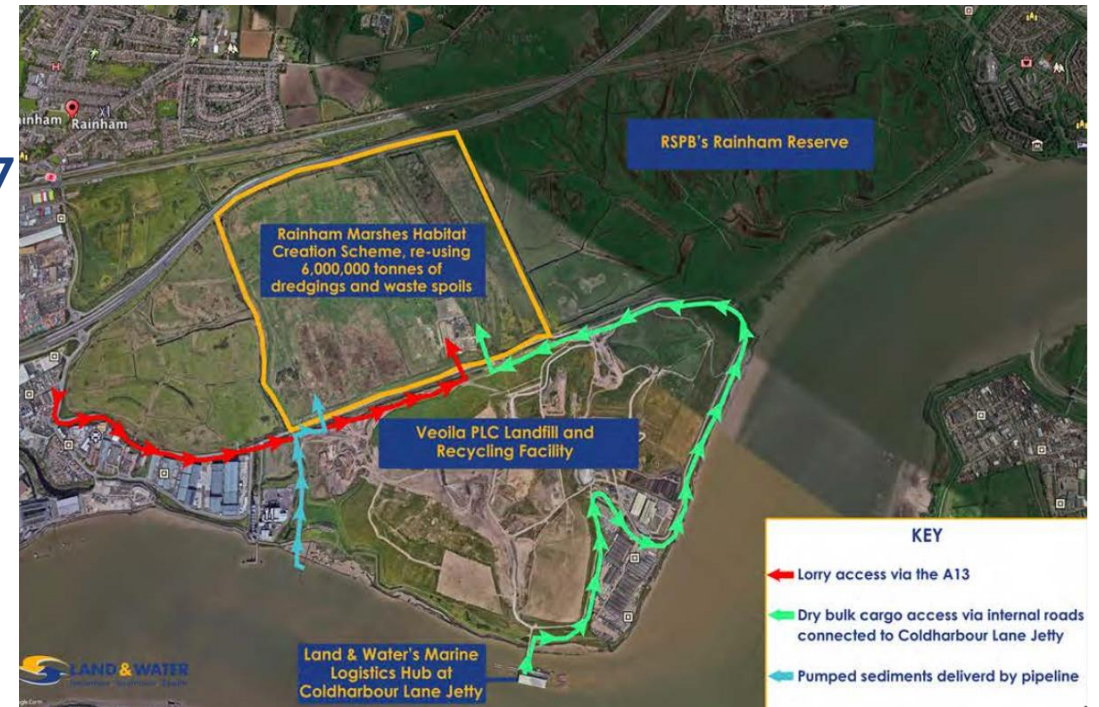 7
inham
Rainham
RSPB's Rainham Reserve
Rainham Marshes Habitat
Creation Scheme, re-using
6,000,000 tonnes of
dredgings and waste spoils
Veoila PLC Landfill and
Recycling Facility
Land & Water's Marine
Logistics Hub at
Coldharbour Lane Jetty
KEY
Lorry access via the A13
Dry bulk cargo access via internal roads
connected to Coldharbour Lane Jetty
Pumped sediments deliverd by pipeline
LAND & WATER